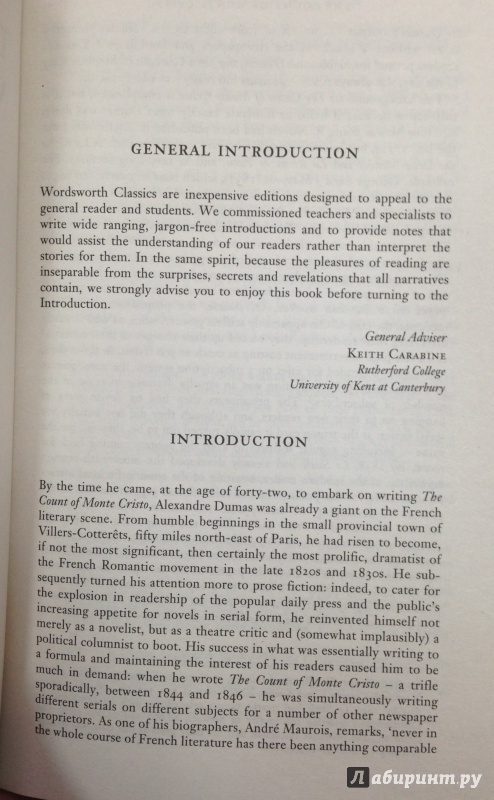 GENERAL INTRODUCTION
Wordsworth Classics are inexpensive editions designed to appeal to the
general reader and students. We commissioned teachers and specialists to
write wide ranging, jargon-free introductions and to provide notes that
would assist the understanding of our readers rather than interpret the
stories for them. In the same spirit, because the pleasures of reading are
inseparable from the surprises, secrets and revelations that all narratives
contain, we strongly advise you to enjoy this book before turning to the
Introduction.
General Adviser
KEITH CARABINE
Rutherford College
University of Kent at Canterbury
INTRODUCTION
By the time he came, at the age of forty-two, to embark on writing The
Count of Monte Cristo, Alexandre Dumas was already a giant on the French
literary scene. From humble beginnings in the small provincial town of
Villers-Cotterêts, fifty miles north-east of Paris, he had risen to become,
if not the most significant, then certainly the most prolific, dramatist of
the French Romantic movement in the late 1820s and 1830s. He sub-
sequently turned his attention more to prose fiction: indeed, to cater for
the explosion in readership of the popular daily press and the public's
increasing appetite for novels in serial form, he reinvented himself not
merely as a novelist, but as a theatre critic and (somewhat implausibly) a
political columnist to boot. His success in what was essentially writing to
a formula and maintaining the interest of his readers caused him to be
much in demand: when he wrote The Count of Monte Cristo – a trifle
sporadically, between 1844 and 1846 – he was simultaneously writing
different serials on different subjects for a number of other newspaper
proprietors. As one of his biographers, André Maurois, remarks, 'never in
the whole course of French literature has there been anything comparable
Лабиринт.ру